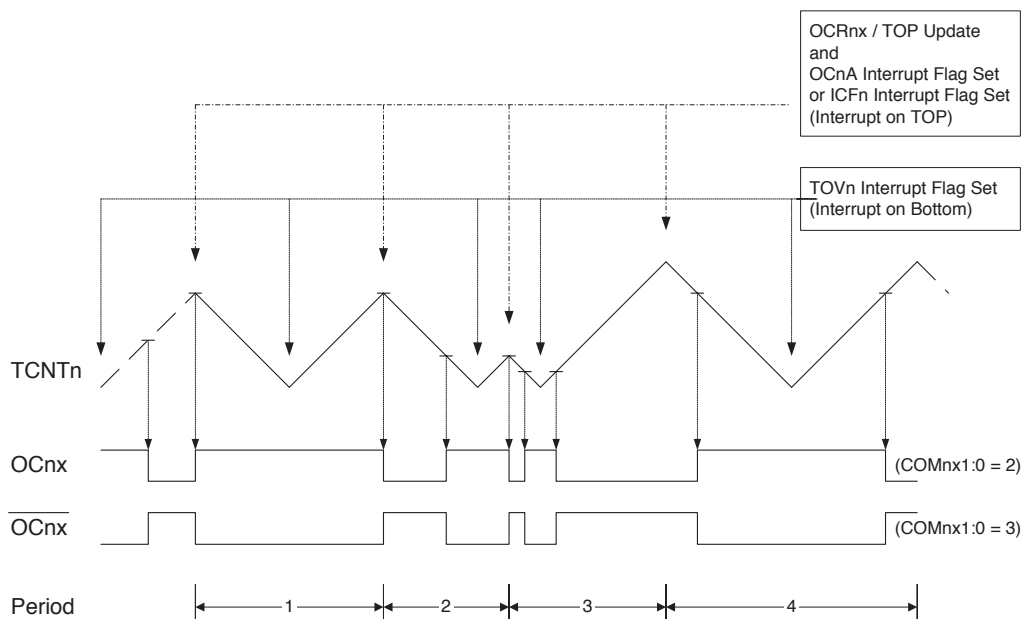 OCRnx / TOP Update
and
OCnA Interrupt Flag Set
or ICFn Interrupt Flag Set
(Interrupt on TOP)
TOVn Interrupt Flag Set
(Interrupt on Bottom)
TCNTn
OCnx
(COMnx1:0 = 2)
OCnx
(COMnx1:0 = 3)
Period
1
2
3
4